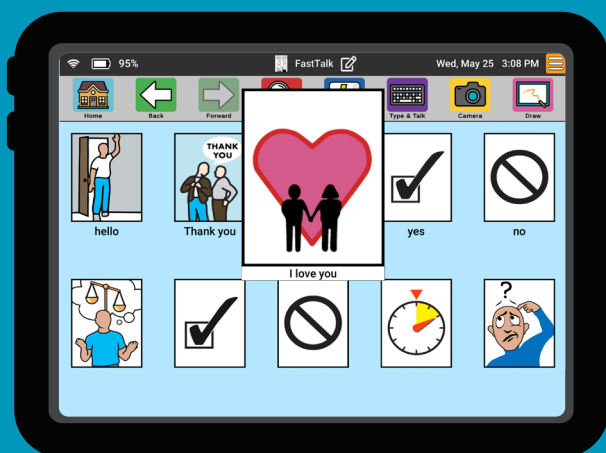 95%
FastTalk
Wed, May 25 3:08 PM
Home
Back
Forward
Type & Talk
Camera
Draw
THANK
YOU
hello
Thank you
yes
no
I love you
?